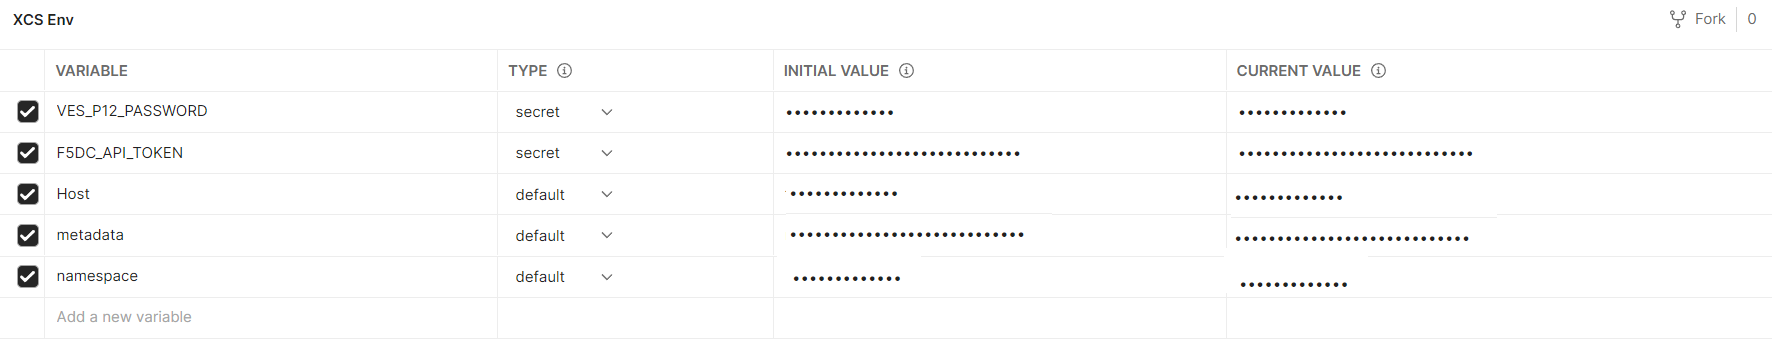 XCS Env Fork 0
VARIABLE TYPE INITIAL VALUE CURRENT VALUE
VES_P12_PASSWORD secret ••••••••••••• •••••••••••••
F5DC_API_TOKEN secret •••••••••••••••••••••••••••• ••••••••••••••••••••••••••••
Host default ••••••••••••• •••••••••••••
metadata default •••••••••••••••••••••••••••• ••••••••••••••••••••••••••••
namespace default ••••••••••••• •••••••••••••
Add a new variable